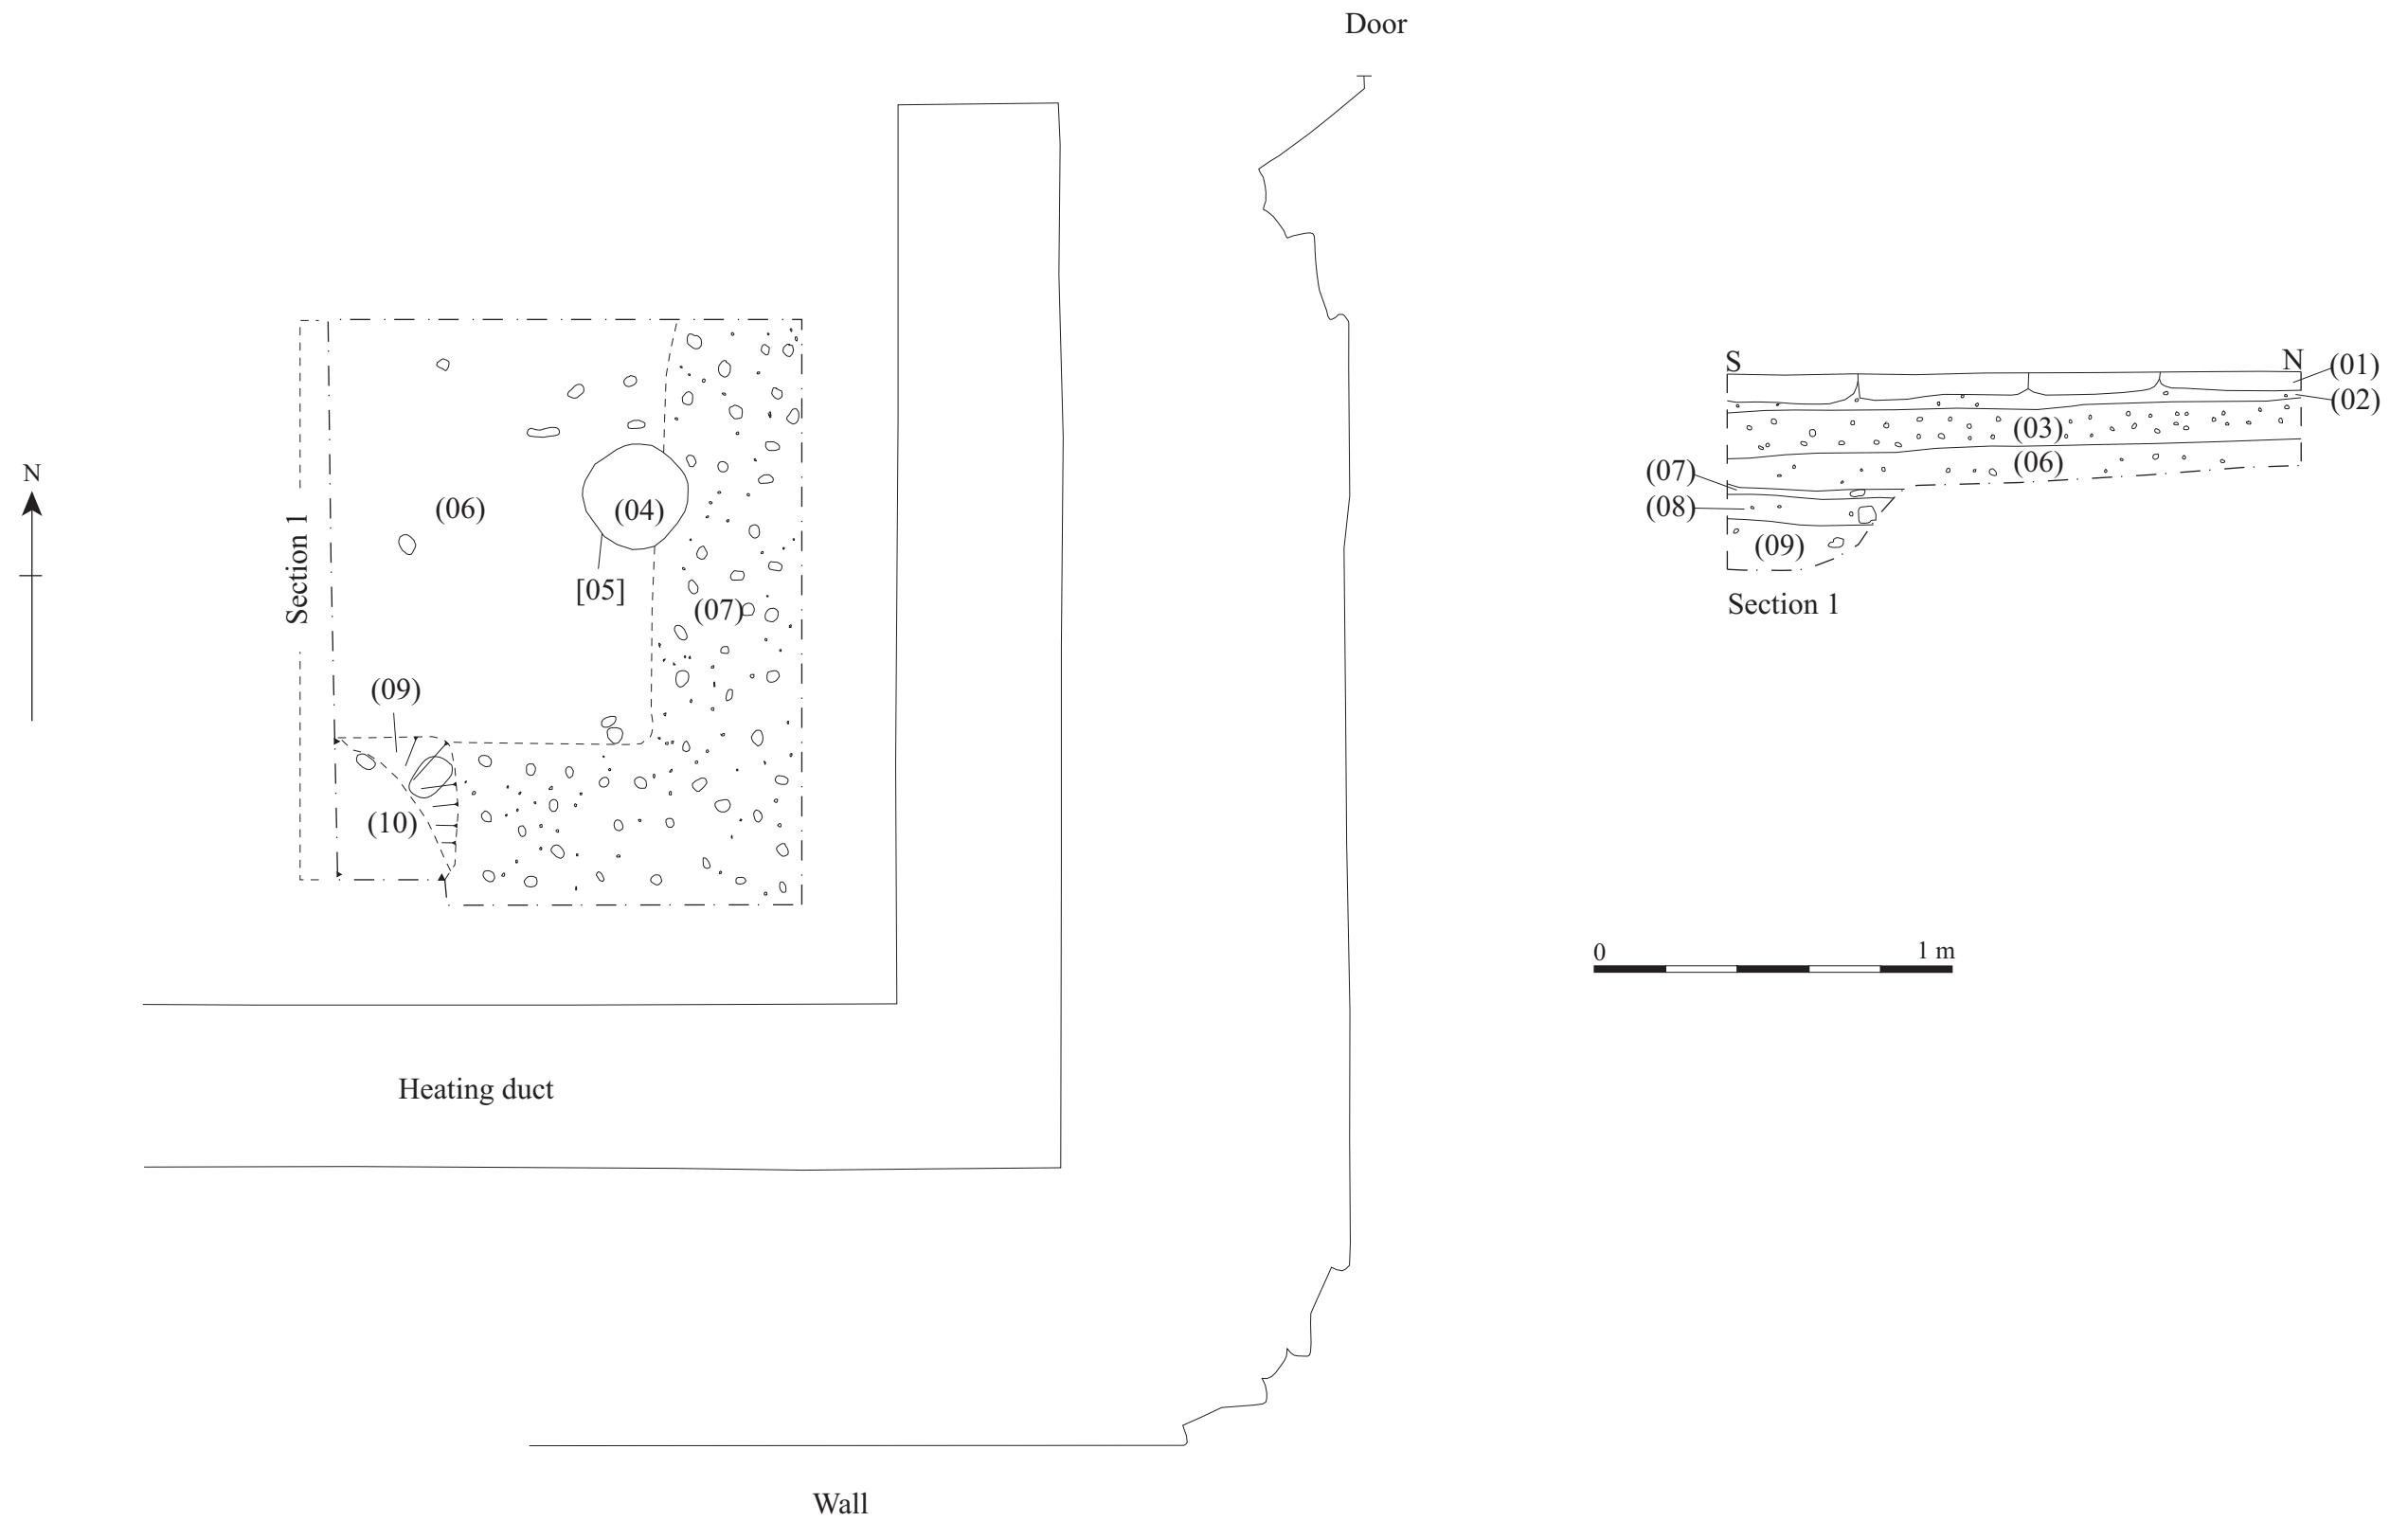 Door
S
N
(01)
(02)
(03)
(06)
(07)
(08)
(09)
Section 1
N
Section 1
(06)
(04)
[05]
(07)
(09)
(10)
0
1 m
Heating duct
Wall